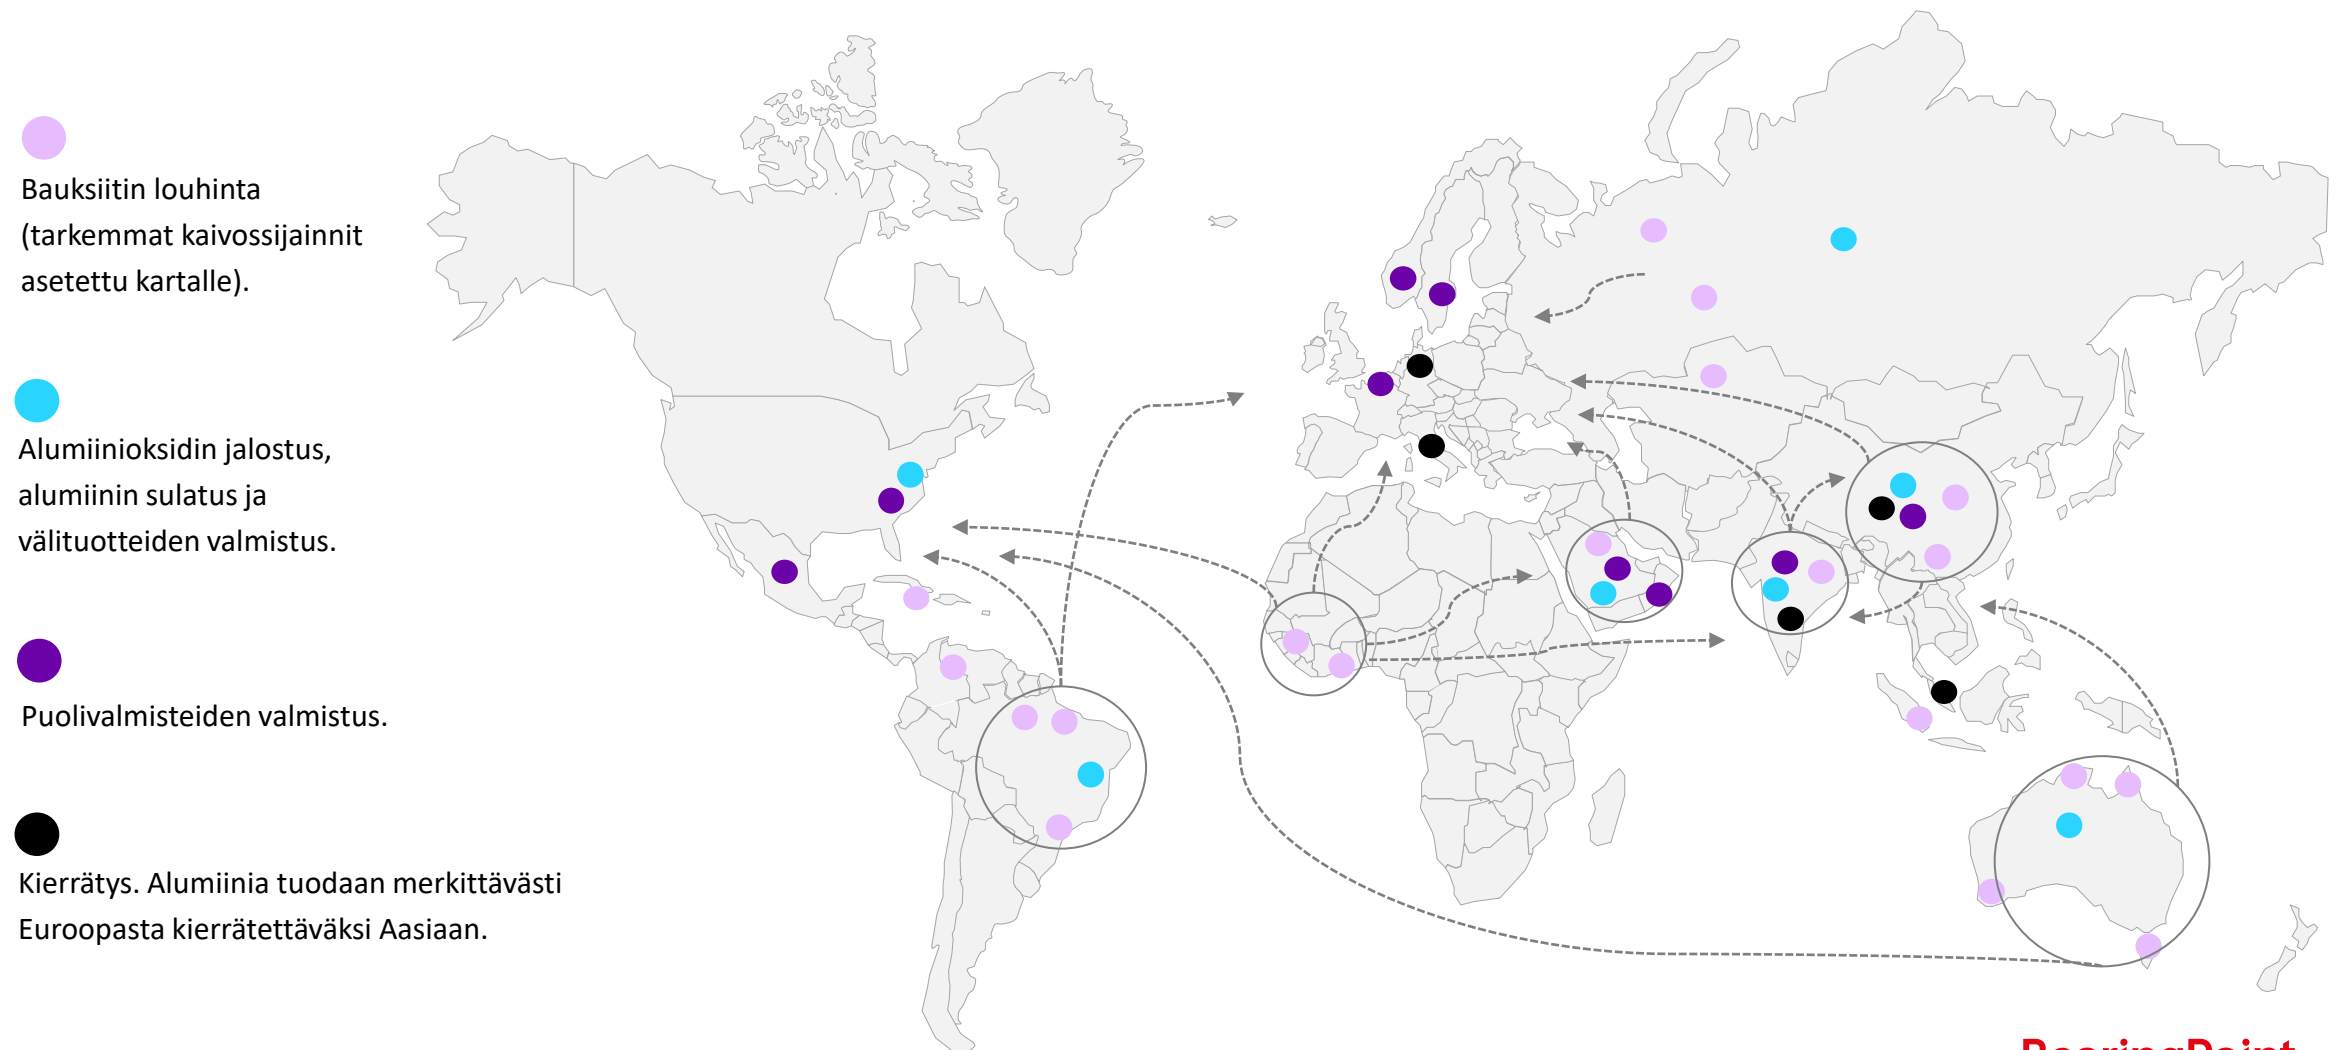 Bauksiitin louhinta
(tarkemmat kaivossijainnit
asetettu kartalle).
Alumiinioksidin jalostus,
alumiinin sulatus ja
välituotteiden valmistus.
Puolivalmisteiden valmistus.
Kierrätys. Alumiinia tuodaan merkittävästi
Euroopasta kierrätettäväksi Aasiaan.
BearingPoint